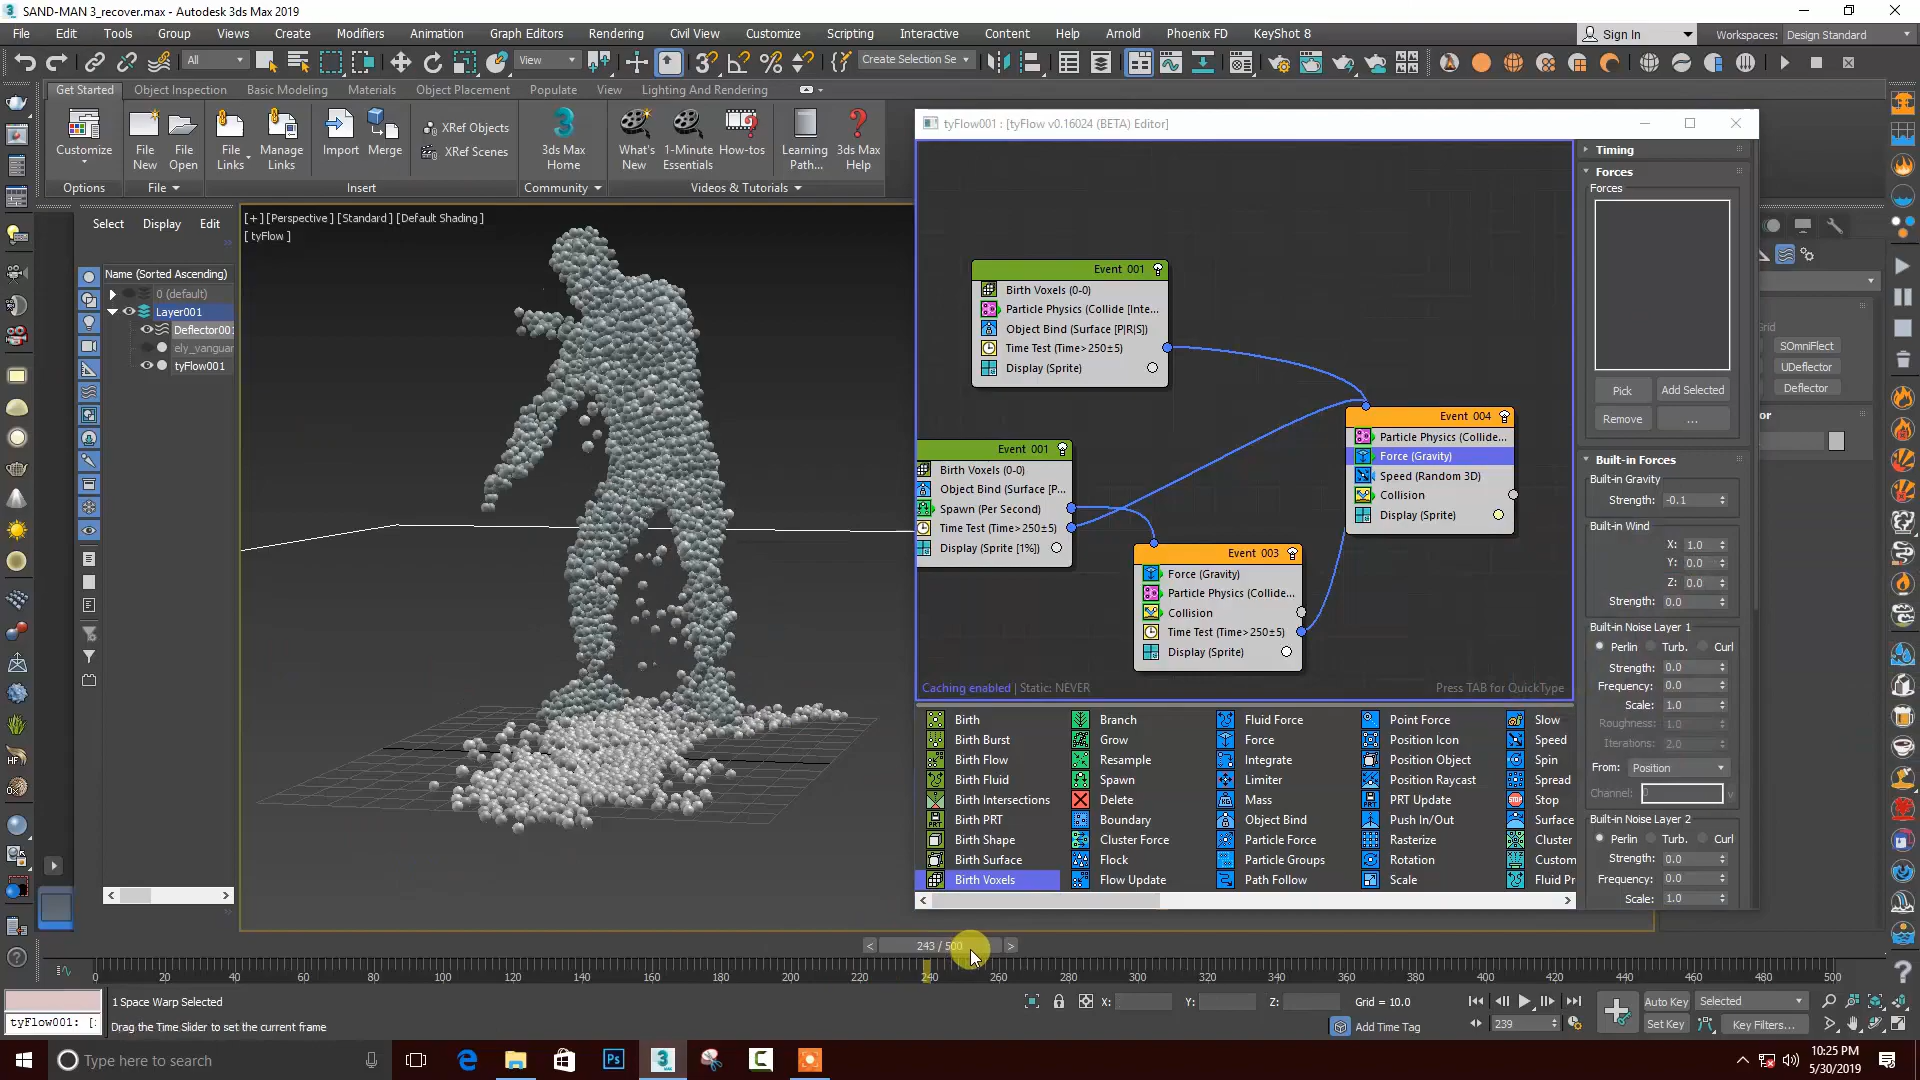 SAND-MAN 3_recover.max - Autodesk 3ds Max 2019
File Edit Tools Group Views Create Modifiers Animation Graph Editors Rendering Civil View Customize Scripting Interactive Content Help Arnold Phoenix FD KeyShot 8
Sign In
Workspaces: Design Standard
All
View
Create Selection Se
Get Started Object Inspection Basic Modeling Materials Object Placement Populate View Lighting And Rendering
Customize
File New
File Open
File Links
Manage Links
Import
Merge
XRef Objects
XRef Scenes
3ds Max Home
What's New
1-Minute Essentials
How-tos
Learning Path...
3ds Max Help
Options File Insert Community Videos & Tutorials
Select Display Edit
Name (Sorted Ascending)
0 (default)
Layer001
Deflector001
ely_vanguar
tyFlow001
[+] [Perspective ] [Standard ] [Default Shading ]
[ tyFlow ]
tyFlow001 : [tyFlow v0.16024 (BETA) Editor]
Event 001
Birth Voxels (0-0)
Particle Physics (Collide [Inte...
Object Bind (Surface [P|R|S])
Time Test (Time>250±5)
Display (Sprite)
Event 001
Birth Voxels (0-0)
Object Bind (Surface [P...
Spawn (Per Second)
Time Test (Time>250±5)
Display (Sprite [1%])
Event 003
Force (Gravity)
Particle Physics (Collide...
Collision
Time Test (Time>250±5)
Display (Sprite)
Event 004
Particle Physics (Collide...
Force (Gravity)
Speed (Random 3D)
Collision
Display (Sprite)
Caching enabled | Static: NEVER
Press TAB for QuickType
Birth Branch Fluid Force Point Force Slow
Birth Burst Grow Force Position Icon Speed
Birth Flow Resample Integrate Position Object Spin
Birth Fluid Spawn Limiter Position Raycast Spread
Birth Intersections Delete Mass PRT Update Stop
Birth PRT Boundary Object Bind Push In/Out Surface
Birth Shape Cluster Force Particle Force Rasterize Cluster
Birth Surface Flock Particle Groups Rotation Custom
Birth Voxels Flow Update Path Follow Scale Fluid Pr
Timing
Forces
Forces
Pick Add Selected
Remove ...
Built-in Forces
Built-in Gravity
Strength: -0.1
Built-in Wind
X: 1.0
Y: 0.0
Z: 0.0
Strength: 0.0
Built-in Noise Layer 1
Perlin Turb. Curl
Strength: 0.0
Frequency: 0.0
Scale: 1.0
Roughness: 1.0
Iterations: 2.0
From: Position
Channel: 0
Built-in Noise Layer 2
Perlin Turb. Curl
Strength: 0.0
Frequency: 0.0
Scale: 1.0
SOmniFlect
UDeflector
Deflector
243 / 500
0 20 40 60 80 100 120 140 160 180 200 220 240 260 280 300 320 340 360 380 400 420 440 460 480 500
1 Space Warp Selected
X: Y: Z: Grid = 10.0
tyFlow001: [:
Drag the Time Slider to set the current frame
Add Time Tag
239
Auto Key Selected
Set Key Key Filters...
Type here to search
10:25 PM
5/30/2019